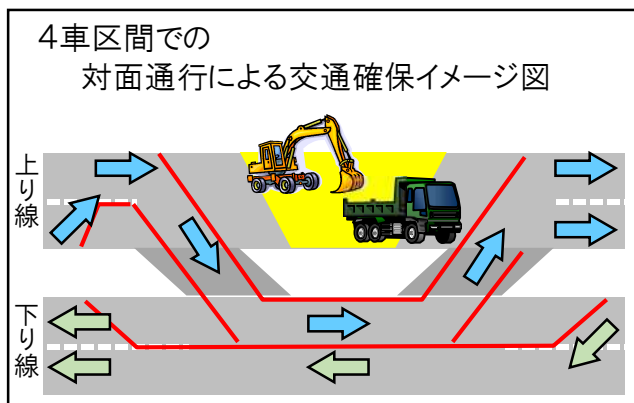 ４車区間での
対面通行による交通確保イメージ図
上り線
下り線